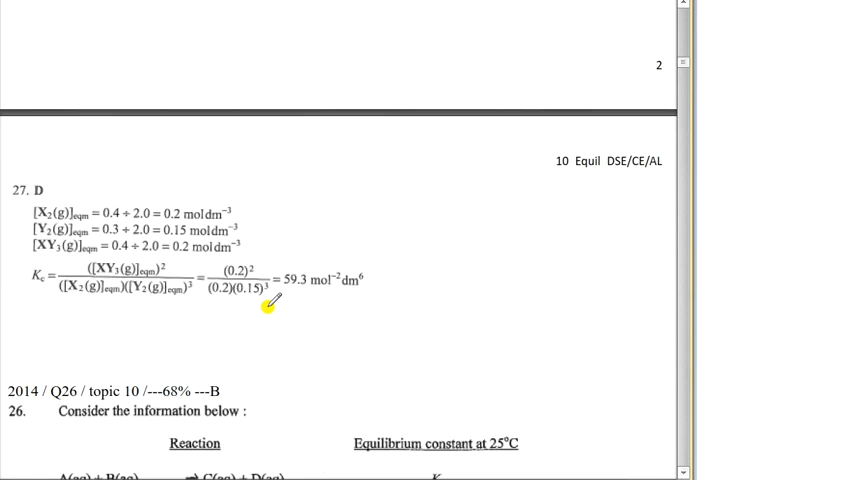 2
10 Equil DSE/CE/AL
27. D
[X₂(g)]eqm = 0.4 ÷ 2.0 = 0.2 mol dm⁻³
[Y₂(g)]eqm = 0.3 ÷ 2.0 = 0.15 mol dm⁻³
[XY₃(g)]eqm = 0.4 ÷ 2.0 = 0.2 mol dm⁻³
Kc = ([XY₃(g)]eqm)² / ([X₂(g)]eqm)([Y₂(g)]eqm)³ = (0.2)² / (0.2)(0.15)³ = 59.3 mol⁻² dm⁶
2014 / Q26 / topic 10 /---68% ---B
26. Consider the information below :
Reaction Equilibrium constant at 25°C
A(aq) + B(aq) ⇌ C(aq) + D(aq) K